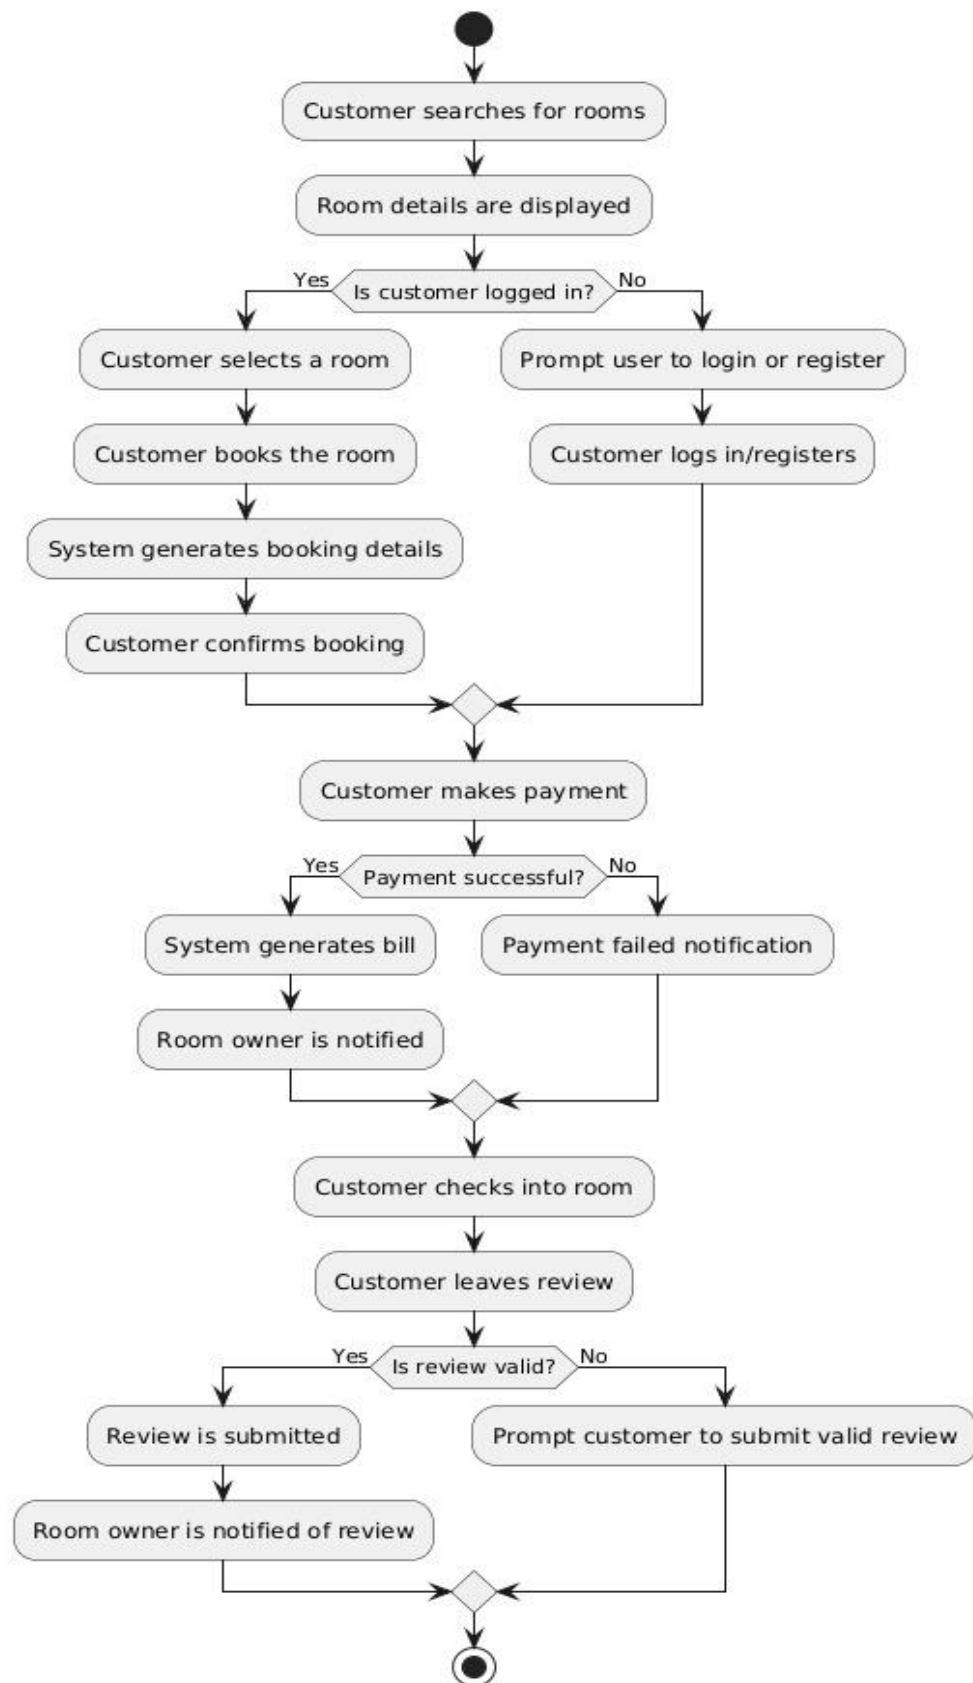 Customer searches for rooms
Room details are displayed
Yes
Is customer logged in?
No
Customer selects a room
Prompt user to login or register
Customer books the room
Customer logs in/registers
System generates booking details
Customer confirms booking
Customer makes payment
Yes
Payment successful?
No
System generates bill
Payment failed notification
Room owner is notified
Customer checks into room
Customer leaves review
Yes
Is review valid?
No
Review is submitted
Prompt customer to submit valid review
Room owner is notified of review